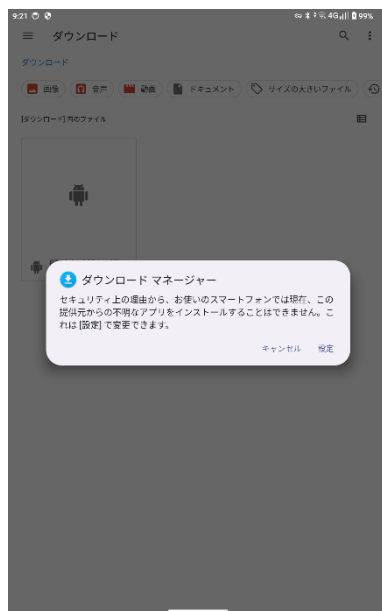 9:21
4G
99%
ダウンロード
ダウンロード
画像
音声
動画
ドキュメント
サイズの大きいファイル
[ダウンロード] 内のファイル
ダウンロード マネージャー
セキュリティ上の理由から、お使いのスマートフォンでは現在、この
提供元からの不明なアプリをインストールすることはできません。こ
れは [設定] で変更できます。
キャンセル
設定